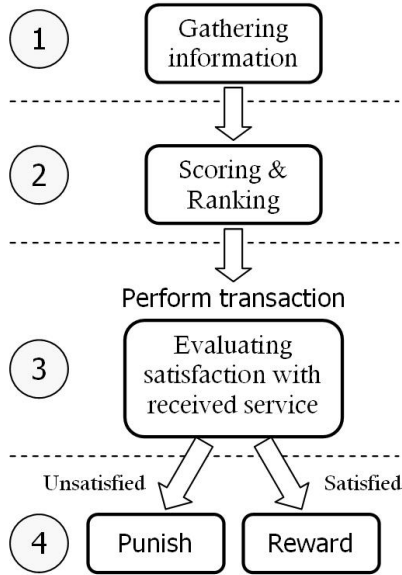 1
Gathering
information
2
Scoring &
Ranking
Perform transaction
3
Evaluating
satisfaction with
received service
Unsatisfied
Satisfied
4
Punish
Reward